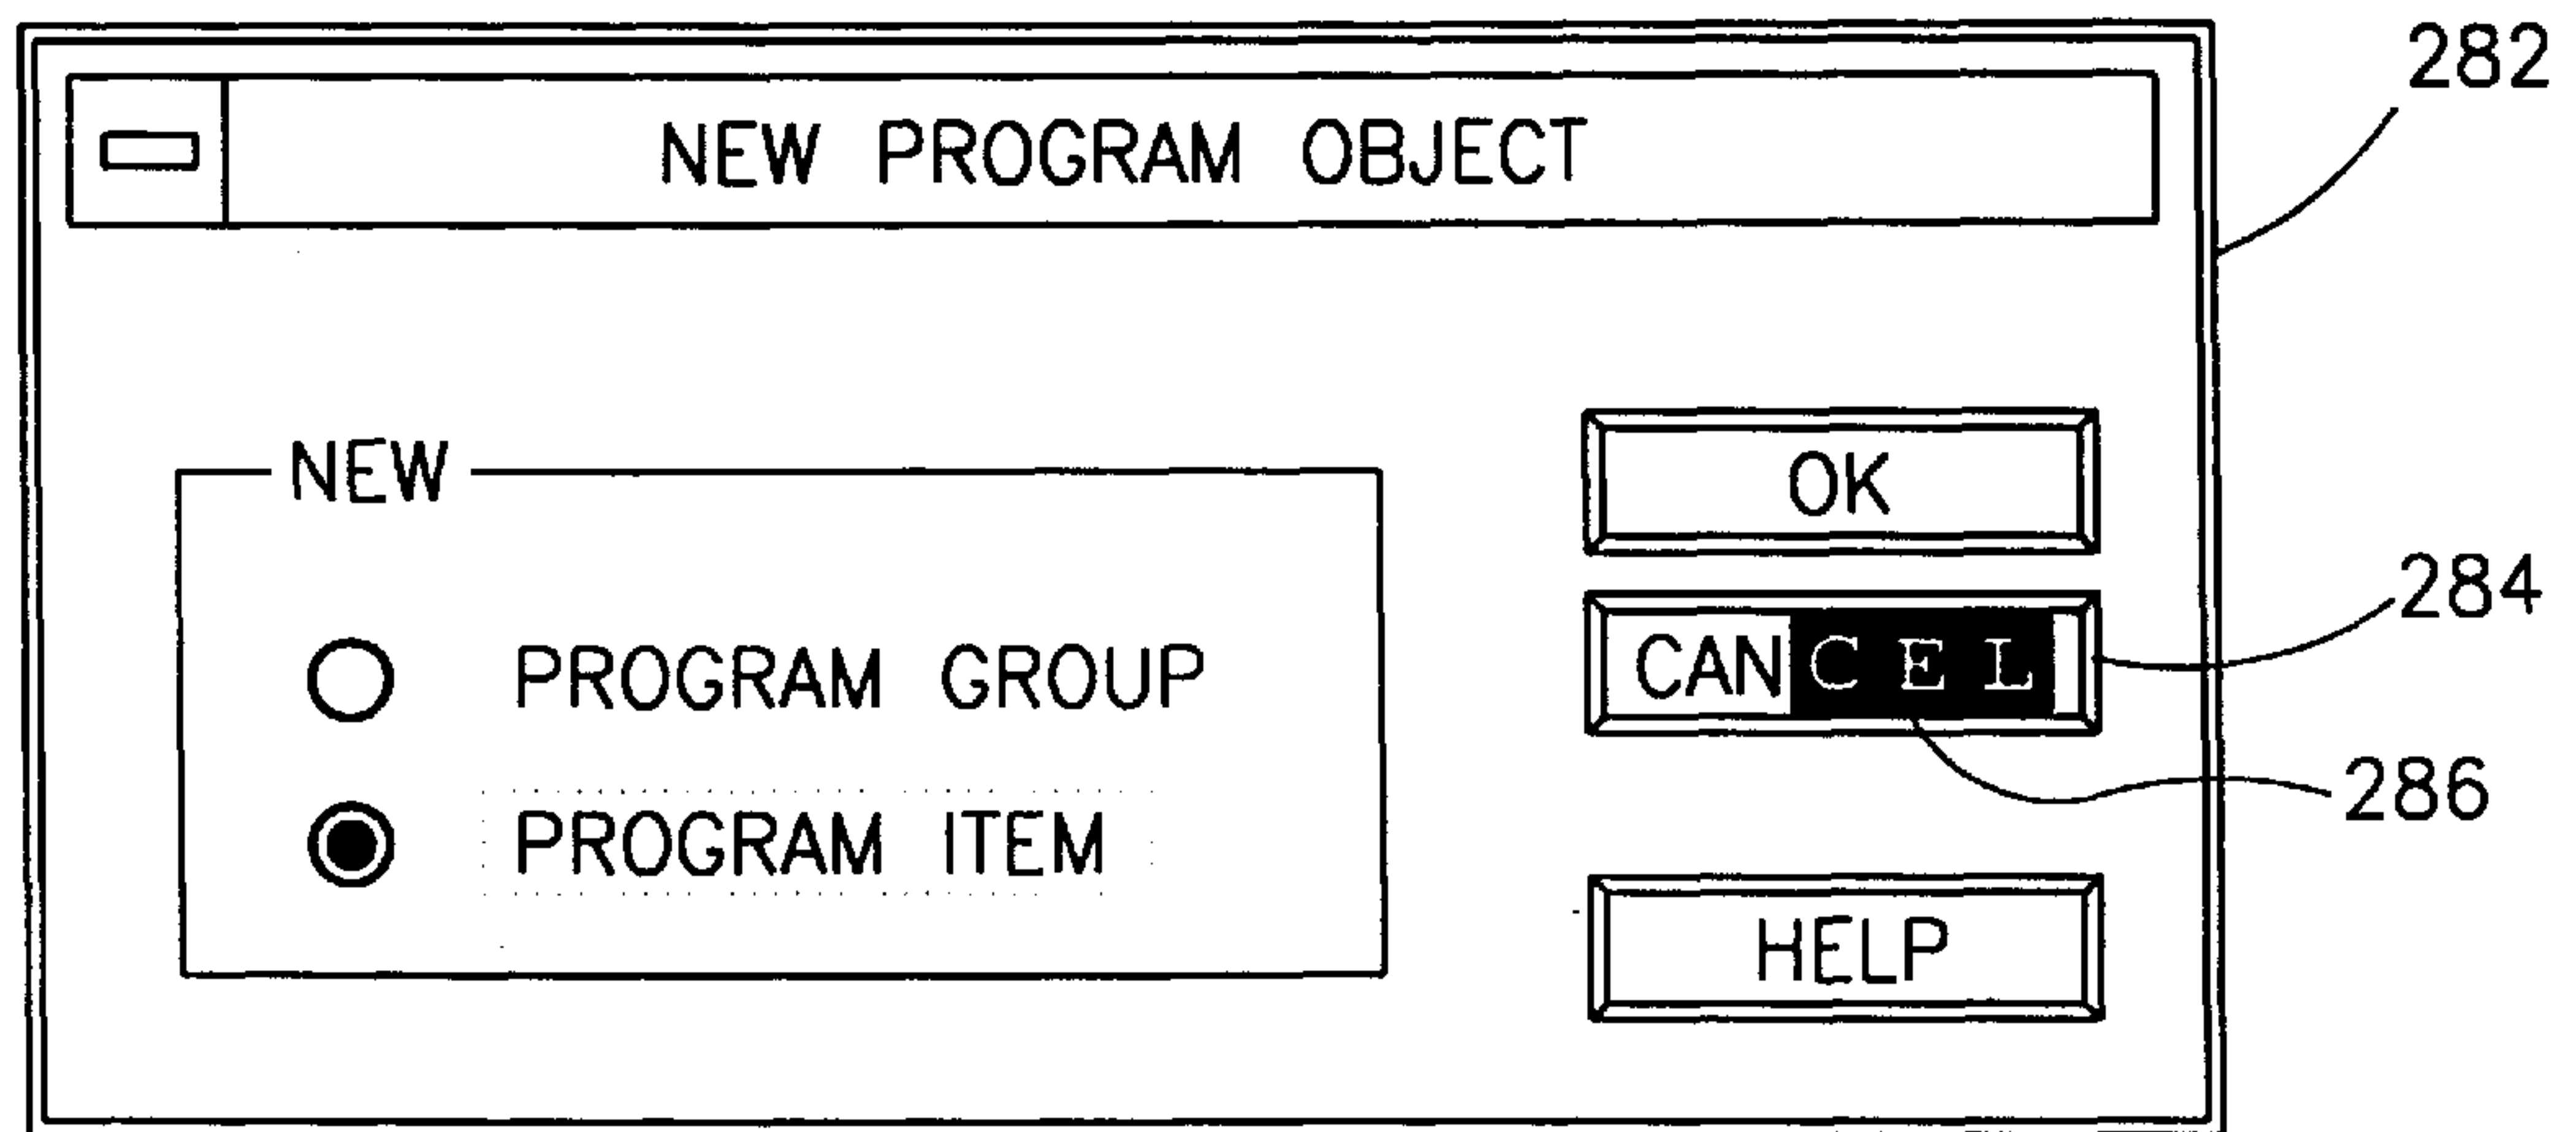 NEW PROGRAM OBJECT
282
NEW
PROGRAM GROUP
PROGRAM ITEM
OK
CANCEL
284
286
HELP